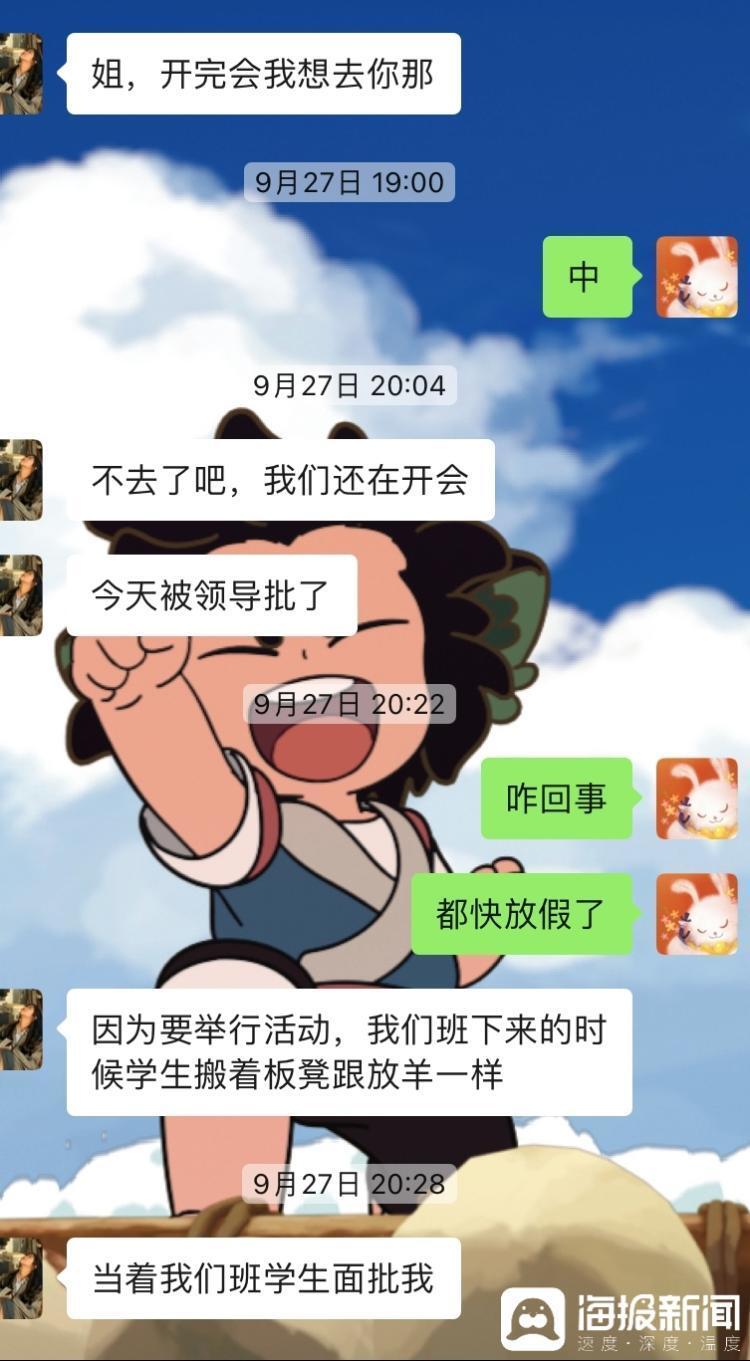 姐，开完会我想去你那
9月27日 19:00
中
9月27日 20:04
不去了吧，我们还在开会
今天被领导批了
9月27日 20:22
咋回事
都快放假了
因为要举行活动，我们班下来的时
候学生搬着板凳跟放羊一样
9月27日 20:28
当着我们班学生面批我
海报新闻
速度·深度·温度